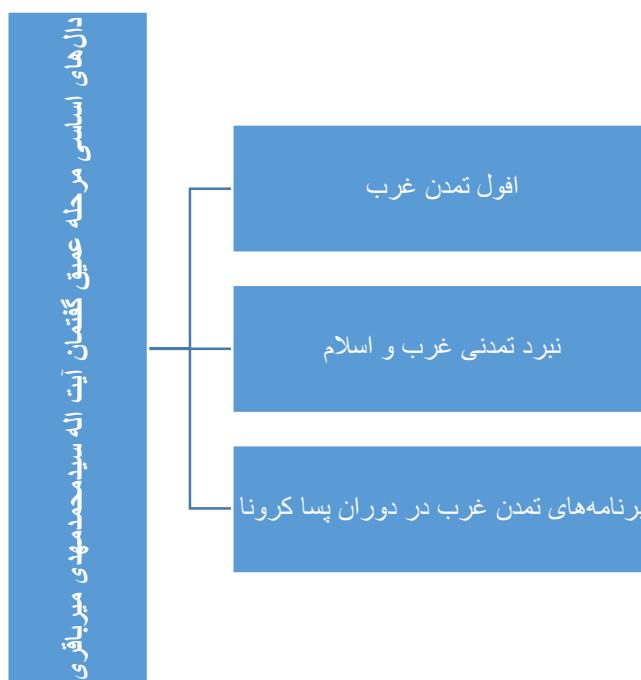 دال‌های اساسی مرحله عمیق گفتمان آیت اله سیدمحمدمهدی میرباقری
افول تمدن غرب
نبرد تمدنی غرب و اسلام
برنامه‌های تمدن غرب در دوران پسا کرونا